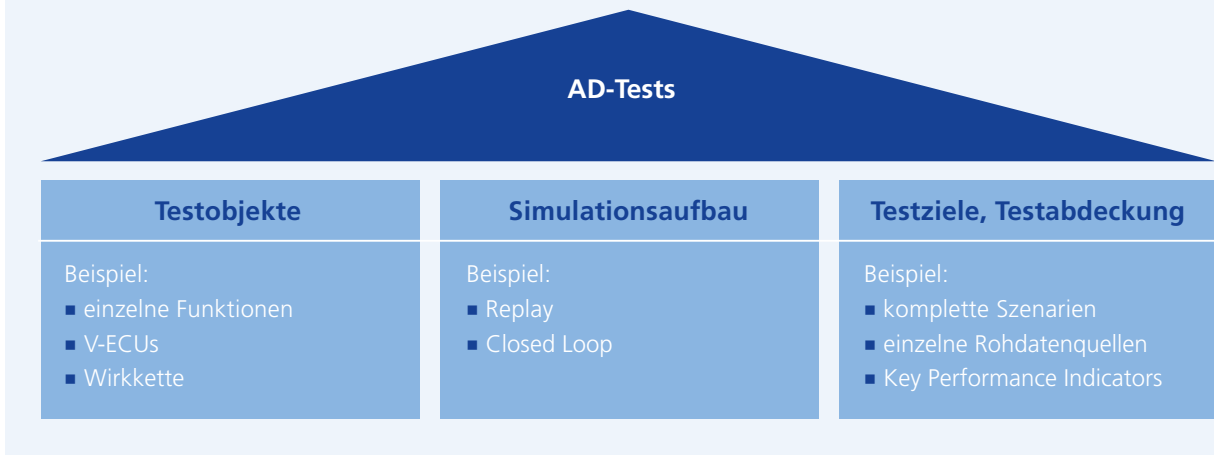 AD-Tests
Testobjekte
Beispiel:
▪ einzelne Funktionen
▪ V-ECUs
▪ Wirkkette
Simulationsaufbau
Beispiel:
▪ Replay
▪ Closed Loop
Testziele, Testabdeckung
Beispiel:
▪ komplette Szenarien
▪ einzelne Rohdatenquellen
▪ Key Performance Indicators